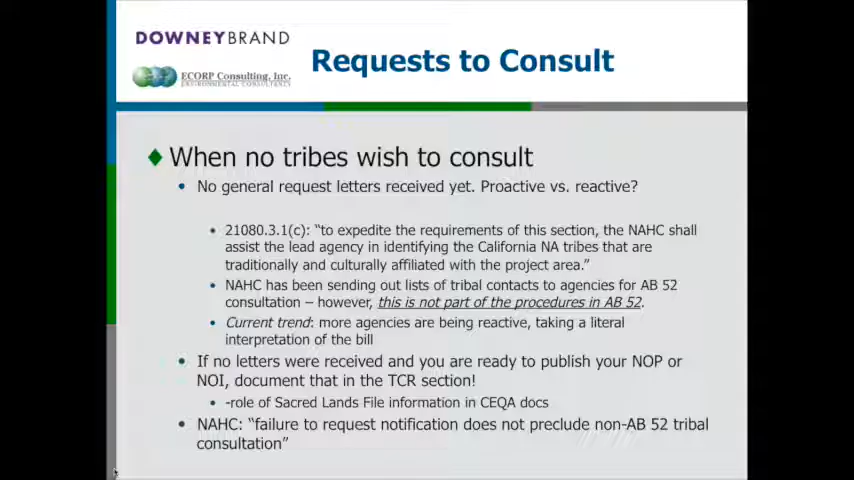 DOWNEYBRAND
ECORP Consulting, Inc.
ENVIRONMENTAL CONSULTANTS
Requests to Consult
When no tribes wish to consult
No general request letters received yet. Proactive vs. reactive?
21080.3.1(c): “to expedite the requirements of this section, the NAHC shall
assist the lead agency in identifying the California NA tribes that are
traditionally and culturally affiliated with the project area.”
NAHC has been sending out lists of tribal contacts to agencies for AB 52
consultation – however, this is not part of the procedures in AB 52.
Current trend: more agencies are being reactive, taking a literal
interpretation of the bill
If no letters were received and you are ready to publish your NOP or
NOI, document that in the TCR section!
-role of Sacred Lands File information in CEQA docs
NAHC: “failure to request notification does not preclude non-AB 52 tribal
consultation”